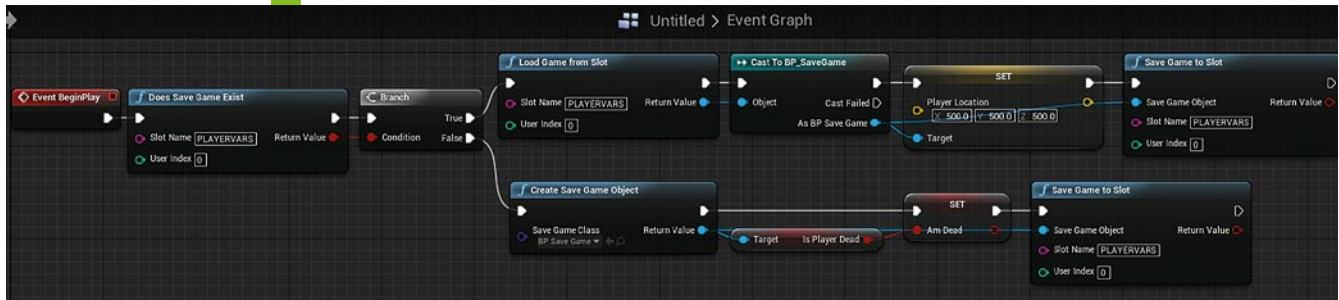 Untitled > Event Graph
Event BeginPlay
Does Save Game Exist
Slot Name PLAYERVARS Return Value
User Index 0
Branch
True
Condition False
Load Game from Slot
Slot Name PLAYERVARS Return Value
User Index 0
Cast To BP_SaveGame
Object Cast Failed
As BP Save Game
SET
Player Location
X 500.0 Y 500.0 Z 500.0
Target
Save Game to Slot
Save Game Object Return Value
Slot Name PLAYERVARS
User Index 0
Create Save Game Object
Save Game Class Return Value
BP Save Game
Target Is Player Dead
SET
Am Dead
Save Game to Slot
Save Game Object Return Value
Slot Name PLAYERVARS
User Index 0